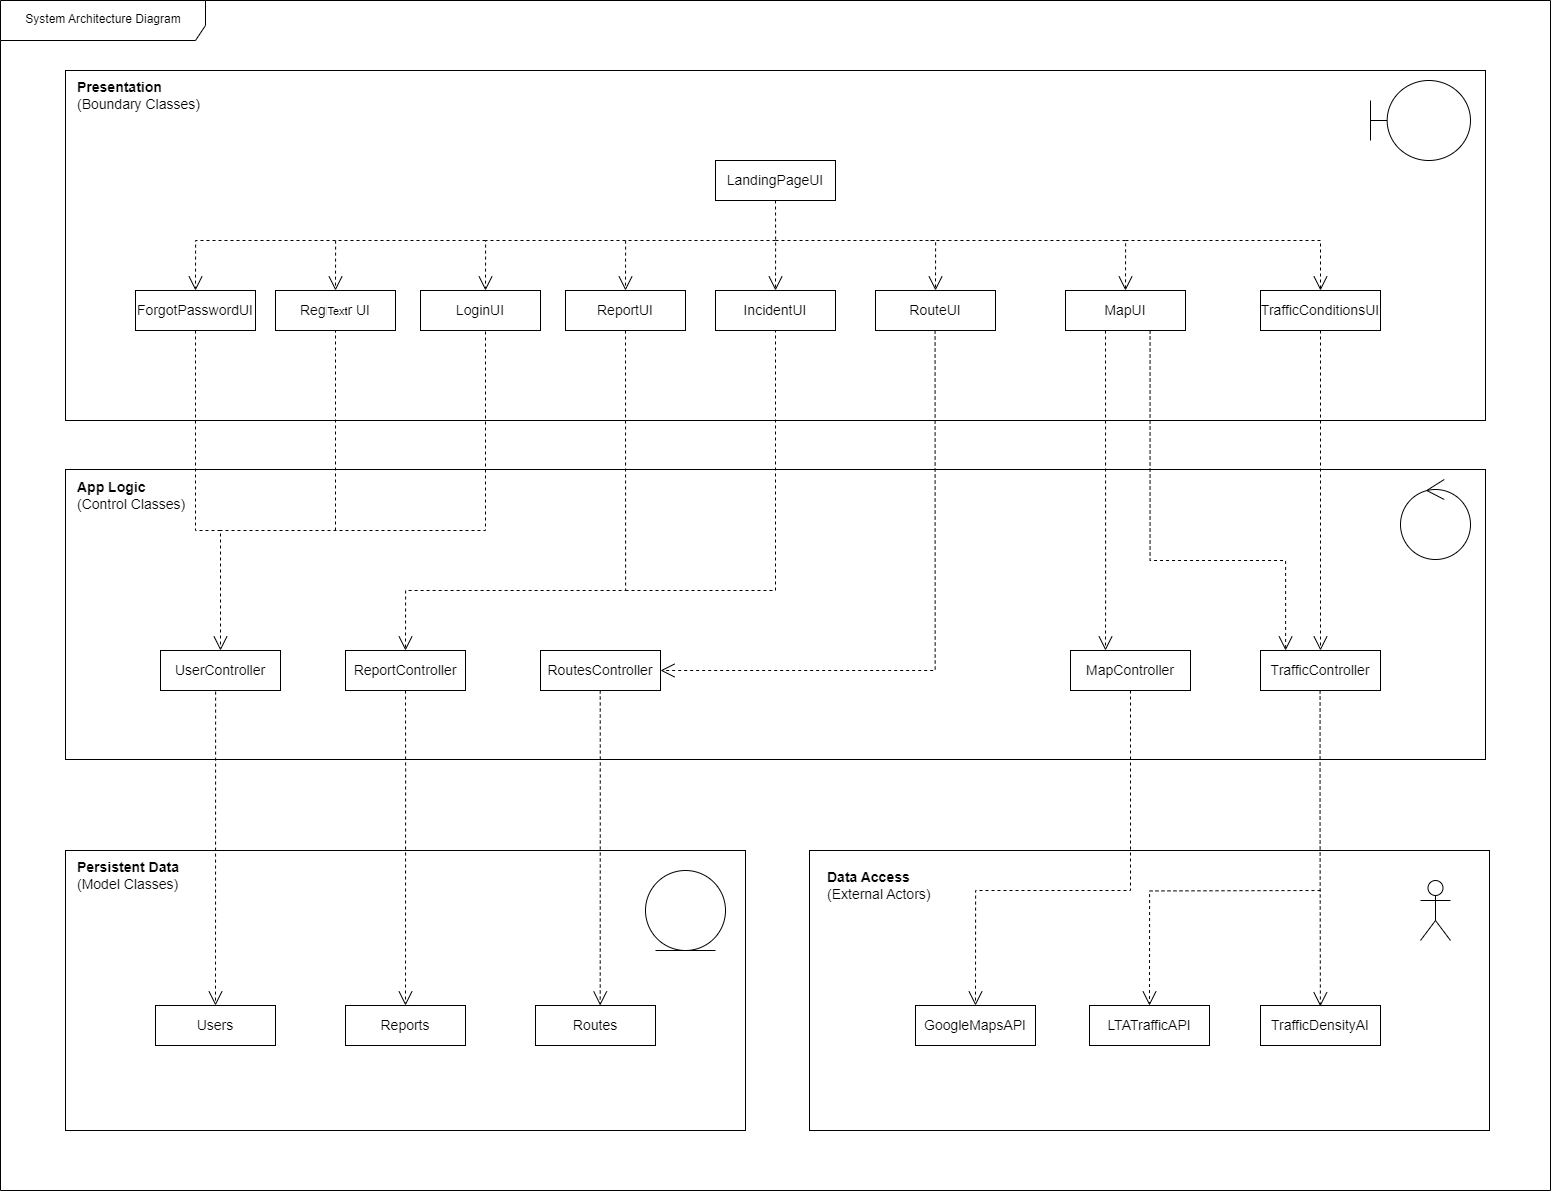 System Architecture Diagram
Presentation
(Boundary Classes)
LandingPageUI
ForgotPasswordUI
UI
Text
LoginUI
ReportUI
IncidentUI
RouteUI
MapUI
TrafficConditionsUI
App Logic
(Control Classes)
UserController
ReportController
RoutesController
MapController
TrafficController
Persistent Data
(Model Classes)
Data Access
(External Actors)
Users
Reports
Routes
GoogleMapsAPI
LTATrafficAPI
TrafficDensityAI